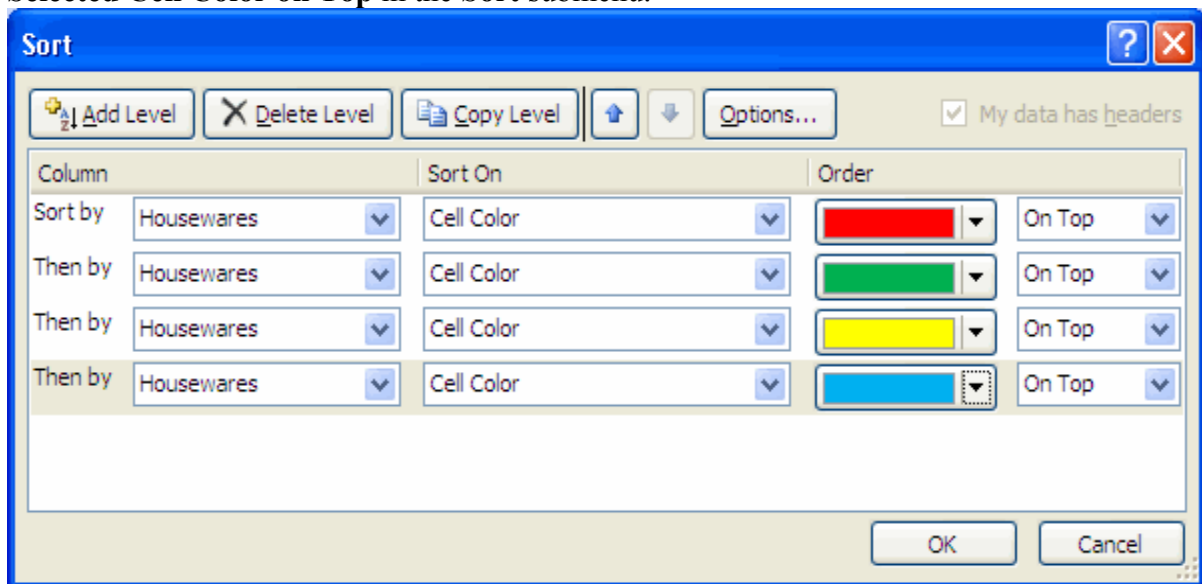 Selected Cell Color on Top in the Sort submenu.
Sort
Add Level Delete Level Copy Level Options... My data has headers
Column Sort On Order
Sort by Housewares Cell Color On Top
Then by Housewares Cell Color On Top
Then by Housewares Cell Color On Top
Then by Housewares Cell Color On Top
OK Cancel